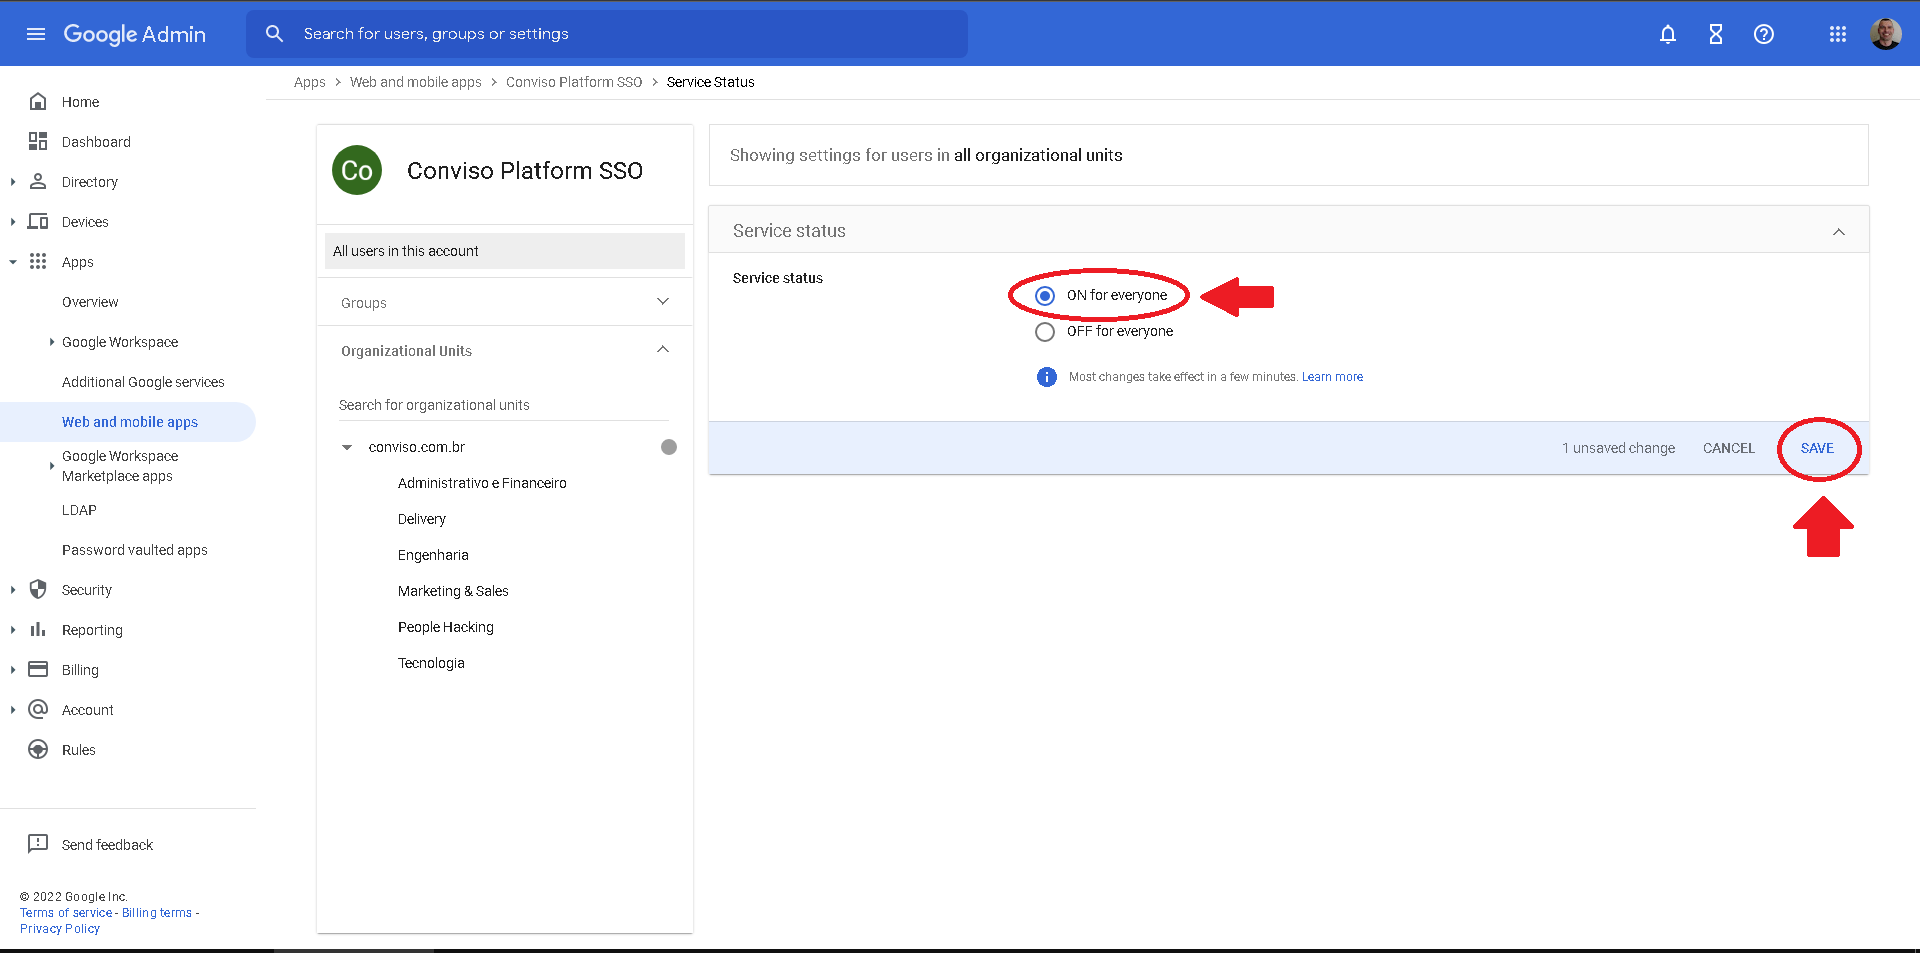 Google Admin
Search for users, groups or settings
Apps > Web and mobile apps > Conviso Platform SSO > Service Status
Home
Dashboard
Directory
Devices
Apps
Overview
Google Workspace
Additional Google services
Web and mobile apps
Google Workspace
Marketplace apps
LDAP
Password vaulted apps
Security
Reporting
Billing
Account
Rules
Send feedback
© 2022 Google Inc.
Terms of service - Billing terms -
Privacy Policy
Co
Conviso Platform SSO
All users in this account
Groups
Organizational Units
Search for organizational units
conviso.com.br
Administrativo e Financeiro
Delivery
Engenharia
Marketing & Sales
People Hacking
Tecnologia
Showing settings for users in all organizational units
Service status
Service status
ON for everyone
OFF for everyone
Most changes take effect in a few minutes. Learn more
1 unsaved change CANCEL SAVE